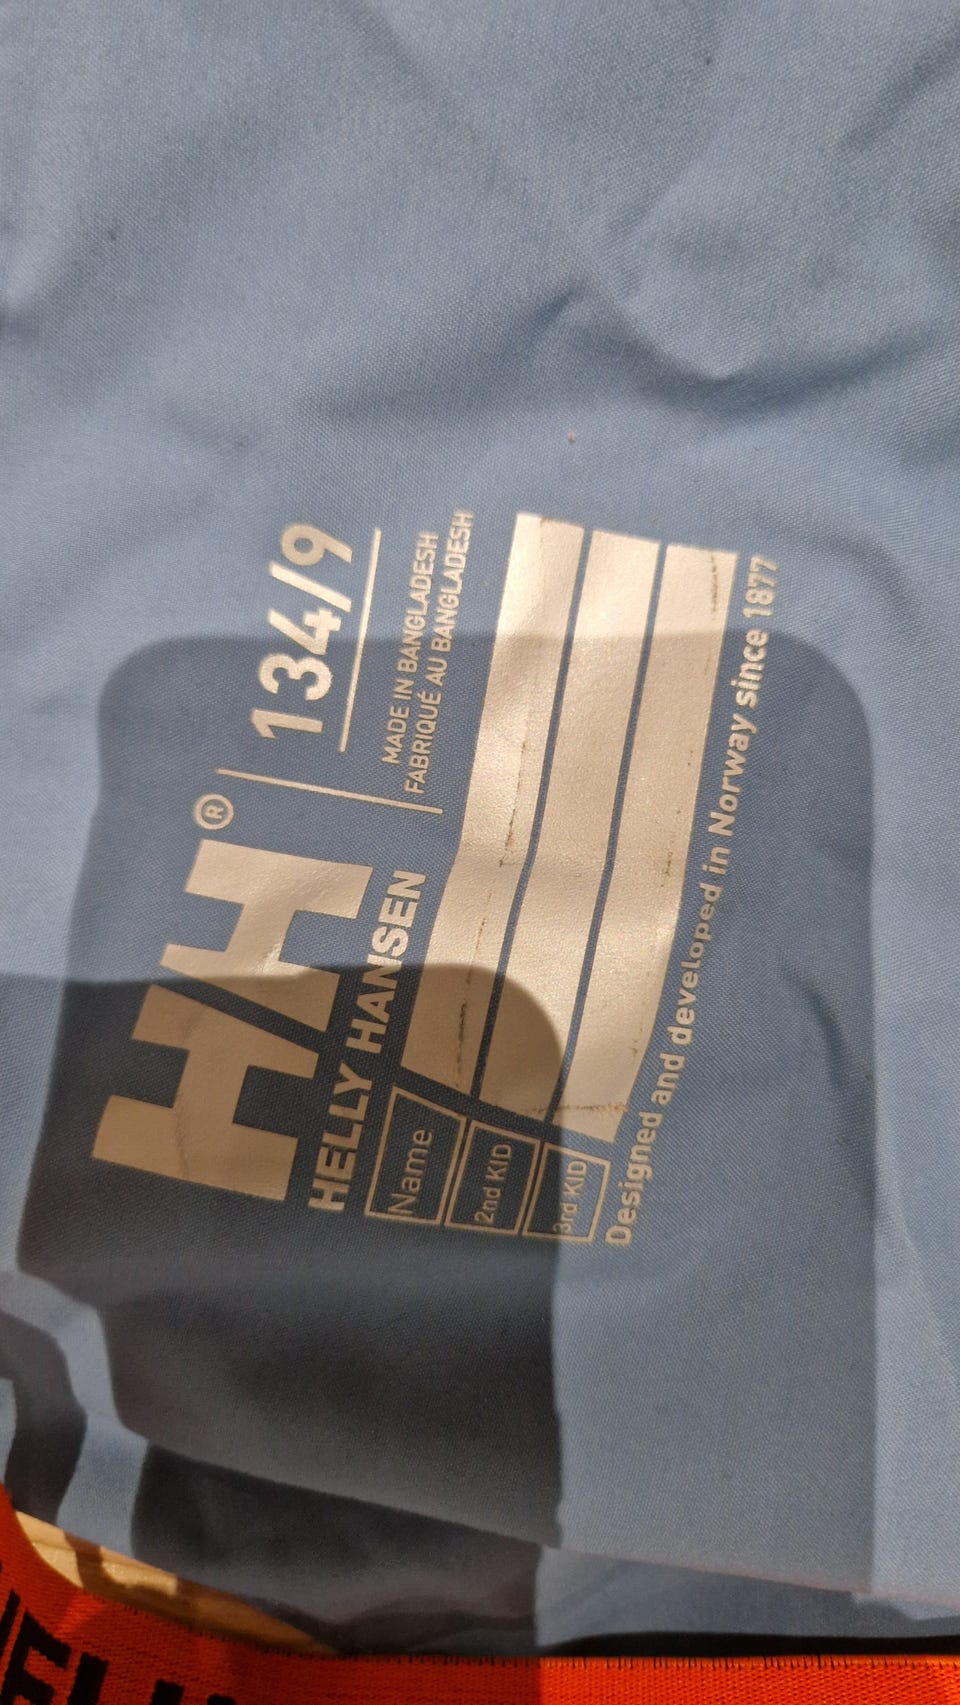 HH®
HELLY HANSEN
134/9
MADE IN BANGLADESH
FABRIQUÉ AU BANGLADESH
Name
2nd KID
3rd KID
Designed and developed in Norway since 1877